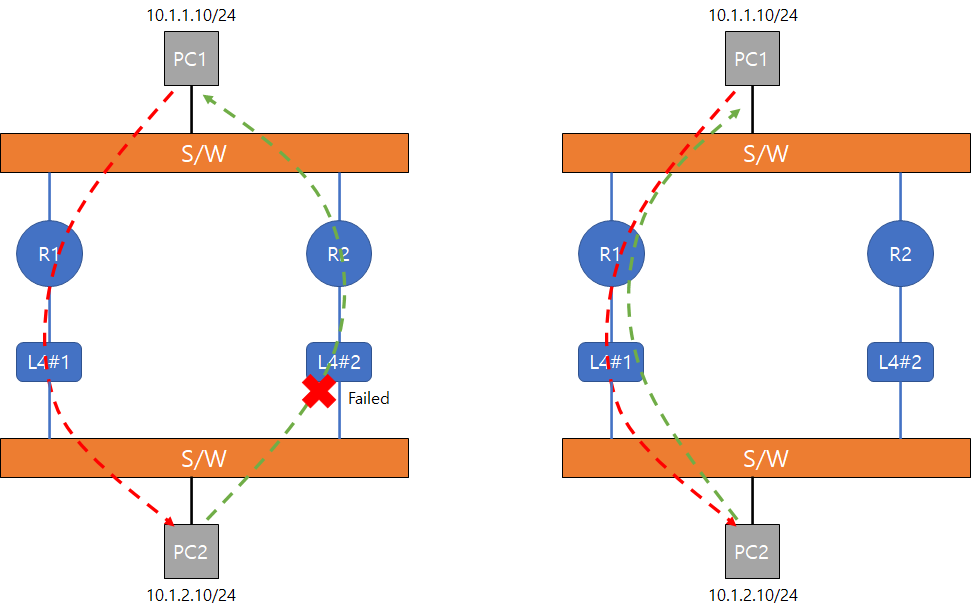 10.1.1.10/24
PC1
S/W
R1
R2
L4#1
L4#2
Failed
S/W
PC2
10.1.2.10/24
10.1.1.10/24
PC1
S/W
R1
R2
L4#1
L4#2
S/W
PC2
10.1.2.10/24